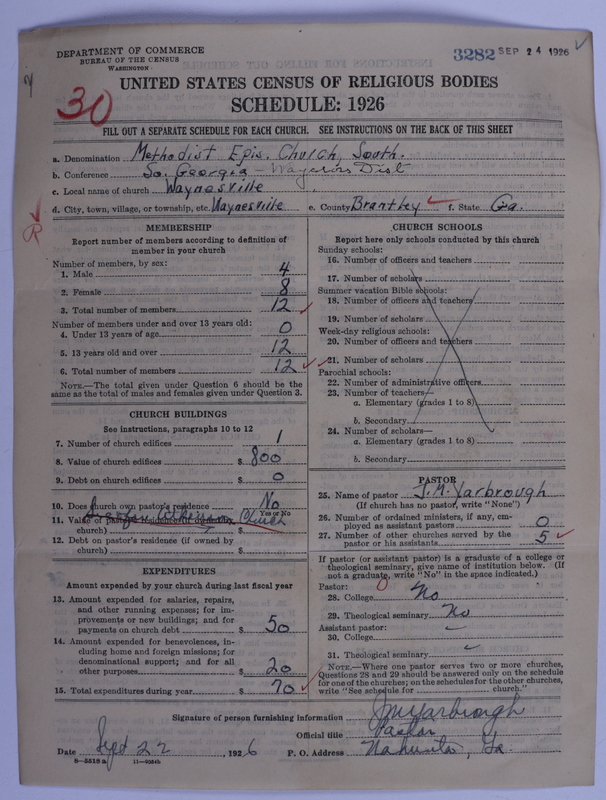 DEPARTMENT OF COMMERCE
BUREAU OF THE CENSUS
WASHINGTON
3282 SEP 24 1926
30
UNITED STATES CENSUS OF RELIGIOUS BODIES
SCHEDULE: 1926
FILL OUT A SEPARATE SCHEDULE FOR EACH CHURCH. SEE INSTRUCTIONS ON THE BACK OF THIS SHEET
a. Denomination Methodist Epis. Church, South.
b. Conference So. Georgia - Waycross Dist
c. Local name of church Waynesville
d. City, town, village, or township, etc. Waynesville e. County Brantley f. State Ga.
R
MEMBERSHIP
Report number of members according to definition of
member in your church
Number of members, by sex:
1. Male 4
2. Female 8
3. Total number of members 12
Number of members under and over 13 years old:
4. Under 13 years of age 0
5. 13 years old and over 12
6. Total number of members 12
NOTE.—The total given under Question 6 should be the
same as the total of males and females given under Question 3.
CHURCH BUILDINGS
See instructions, paragraphs 10 to 12
7. Number of church edifices 1
8. Value of church edifices $ 800
9. Debt on church edifices $ 0
10. Does church own pastor's residence No
Yes or No
11. Value of pastor's residence (if owned by
church) $ Church
12. Debt on pastor's residence (if owned by
church) $
EXPENDITURES
Amount expended by your church during last fiscal year
13. Amount expended for salaries, repairs,
and other running expenses; for im-
provements or new buildings; and for
payments on church debt $ 50
14. Amount expended for benevolences, in-
cluding home and foreign missions; for
denominational support; and for all
other purposes $ 20
15. Total expenditures during year $ 70
CHURCH SCHOOLS
Report here only schools conducted by this church
Sunday schools:
16. Number of officers and teachers
17. Number of scholars
Summer vacation Bible schools:
18. Number of officers and teachers
19. Number of scholars
Week-day religious schools:
20. Number of officers and teachers
21. Number of scholars
Parochial schools:
22. Number of administrative officers
23. Number of teachers—
a. Elementary (grades 1 to 8)
b. Secondary
24. Number of scholars—
a. Elementary (grades 1 to 8)
b. Secondary
PASTOR
25. Name of pastor J. M. Yarbrough
(If church has no pastor, write "None")
26. Number of ordained ministers, if any, em-
ployed as assistant pastors 0
27. Number of other churches served by the
pastor or his assistants 5
If pastor (or assistant pastor) is a graduate of a college or
theological seminary, give name of institution below. (If
not a graduate, write "No" in the space indicated.)
Pastor: 0
28. College No
29. Theological seminary No
Assistant pastor:
30. College
31. Theological seminary
NOTE.—Where one pastor serves two or more churches,
Questions 28 and 29 should be answered only on the schedule
for one of the churches; on the schedules for the other churches,
write "See schedule for church."
Signature of person furnishing information J M Yarbrough
Official title Pastor
Date Sept 22, 1926 P. O. Address Nahunta, Ga.
8-2818a 11-9084b